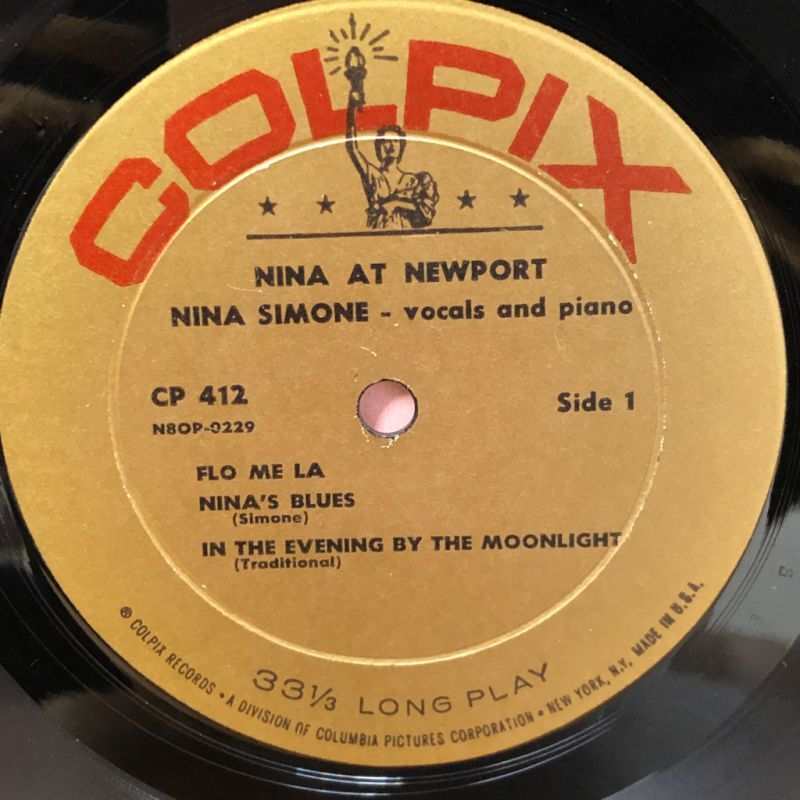 COLPIX
NINA AT NEWPORT
NINA SIMONE - vocals and piano
CP 412
Side 1
N8OP-0229
FLO ME LA
NINA'S BLUES
(Simone)
IN THE EVENING BY THE MOONLIGHT
(Traditional)
33⅓ LONG PLAY
® COLPIX RECORDS • A DIVISION OF COLUMBIA PICTURES CORPORATION • NEW YORK, N.Y. MADE IN U.S.A.